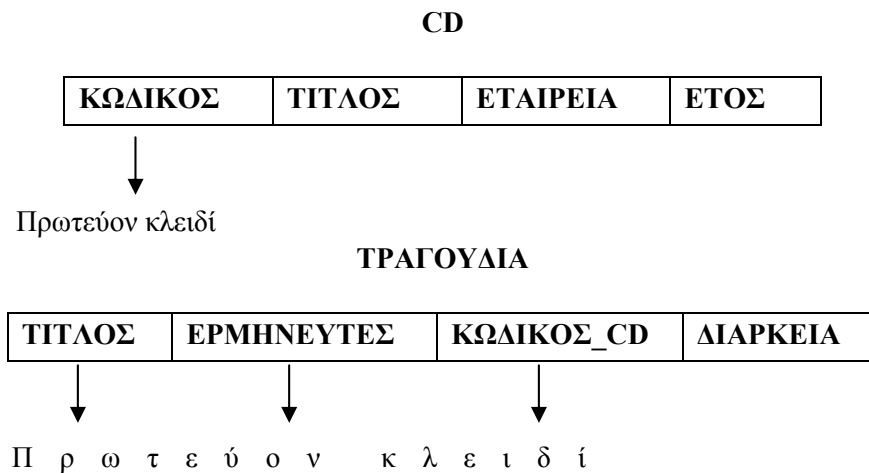 CD
ΚΩΔΙΚΟΣ ΤΙΤΛΟΣ ΕΤΑΙΡΕΙΑ ΕΤΟΣ
Πρωτεύον κλειδί
ΤΡΑΓΟΥΔΙΑ
ΤΙΤΛΟΣ ΕΡΜΗΝΕΥΤΕΣ ΚΩΔΙΚΟΣ_CD ΔΙΑΡΚΕΙΑ
Π ρ ω τ ε ύ ο ν κ λ ε ι δ ί